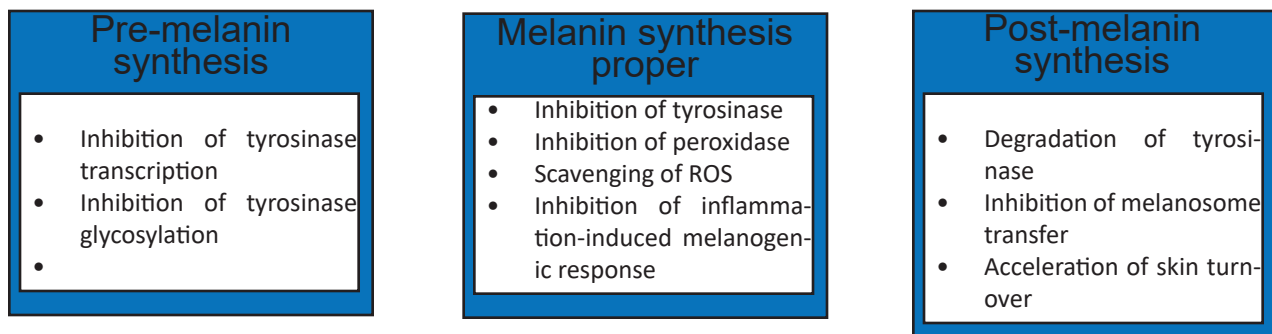 Pre-melanin
synthesis
• Inhibition of tyrosinase
transcription
• Inhibition of tyrosinase
glycosylation
•
Melanin synthesis
proper
• Inhibition of tyrosinase
• Inhibition of peroxidase
• Scavenging of ROS
• Inhibition of inflamma-
tion-induced melanogen-
ic response
Post-melanin
synthesis
• Degradation of tyrosi-
nase
• Inhibition of melanosome
transfer
• Acceleration of skin turn-
over